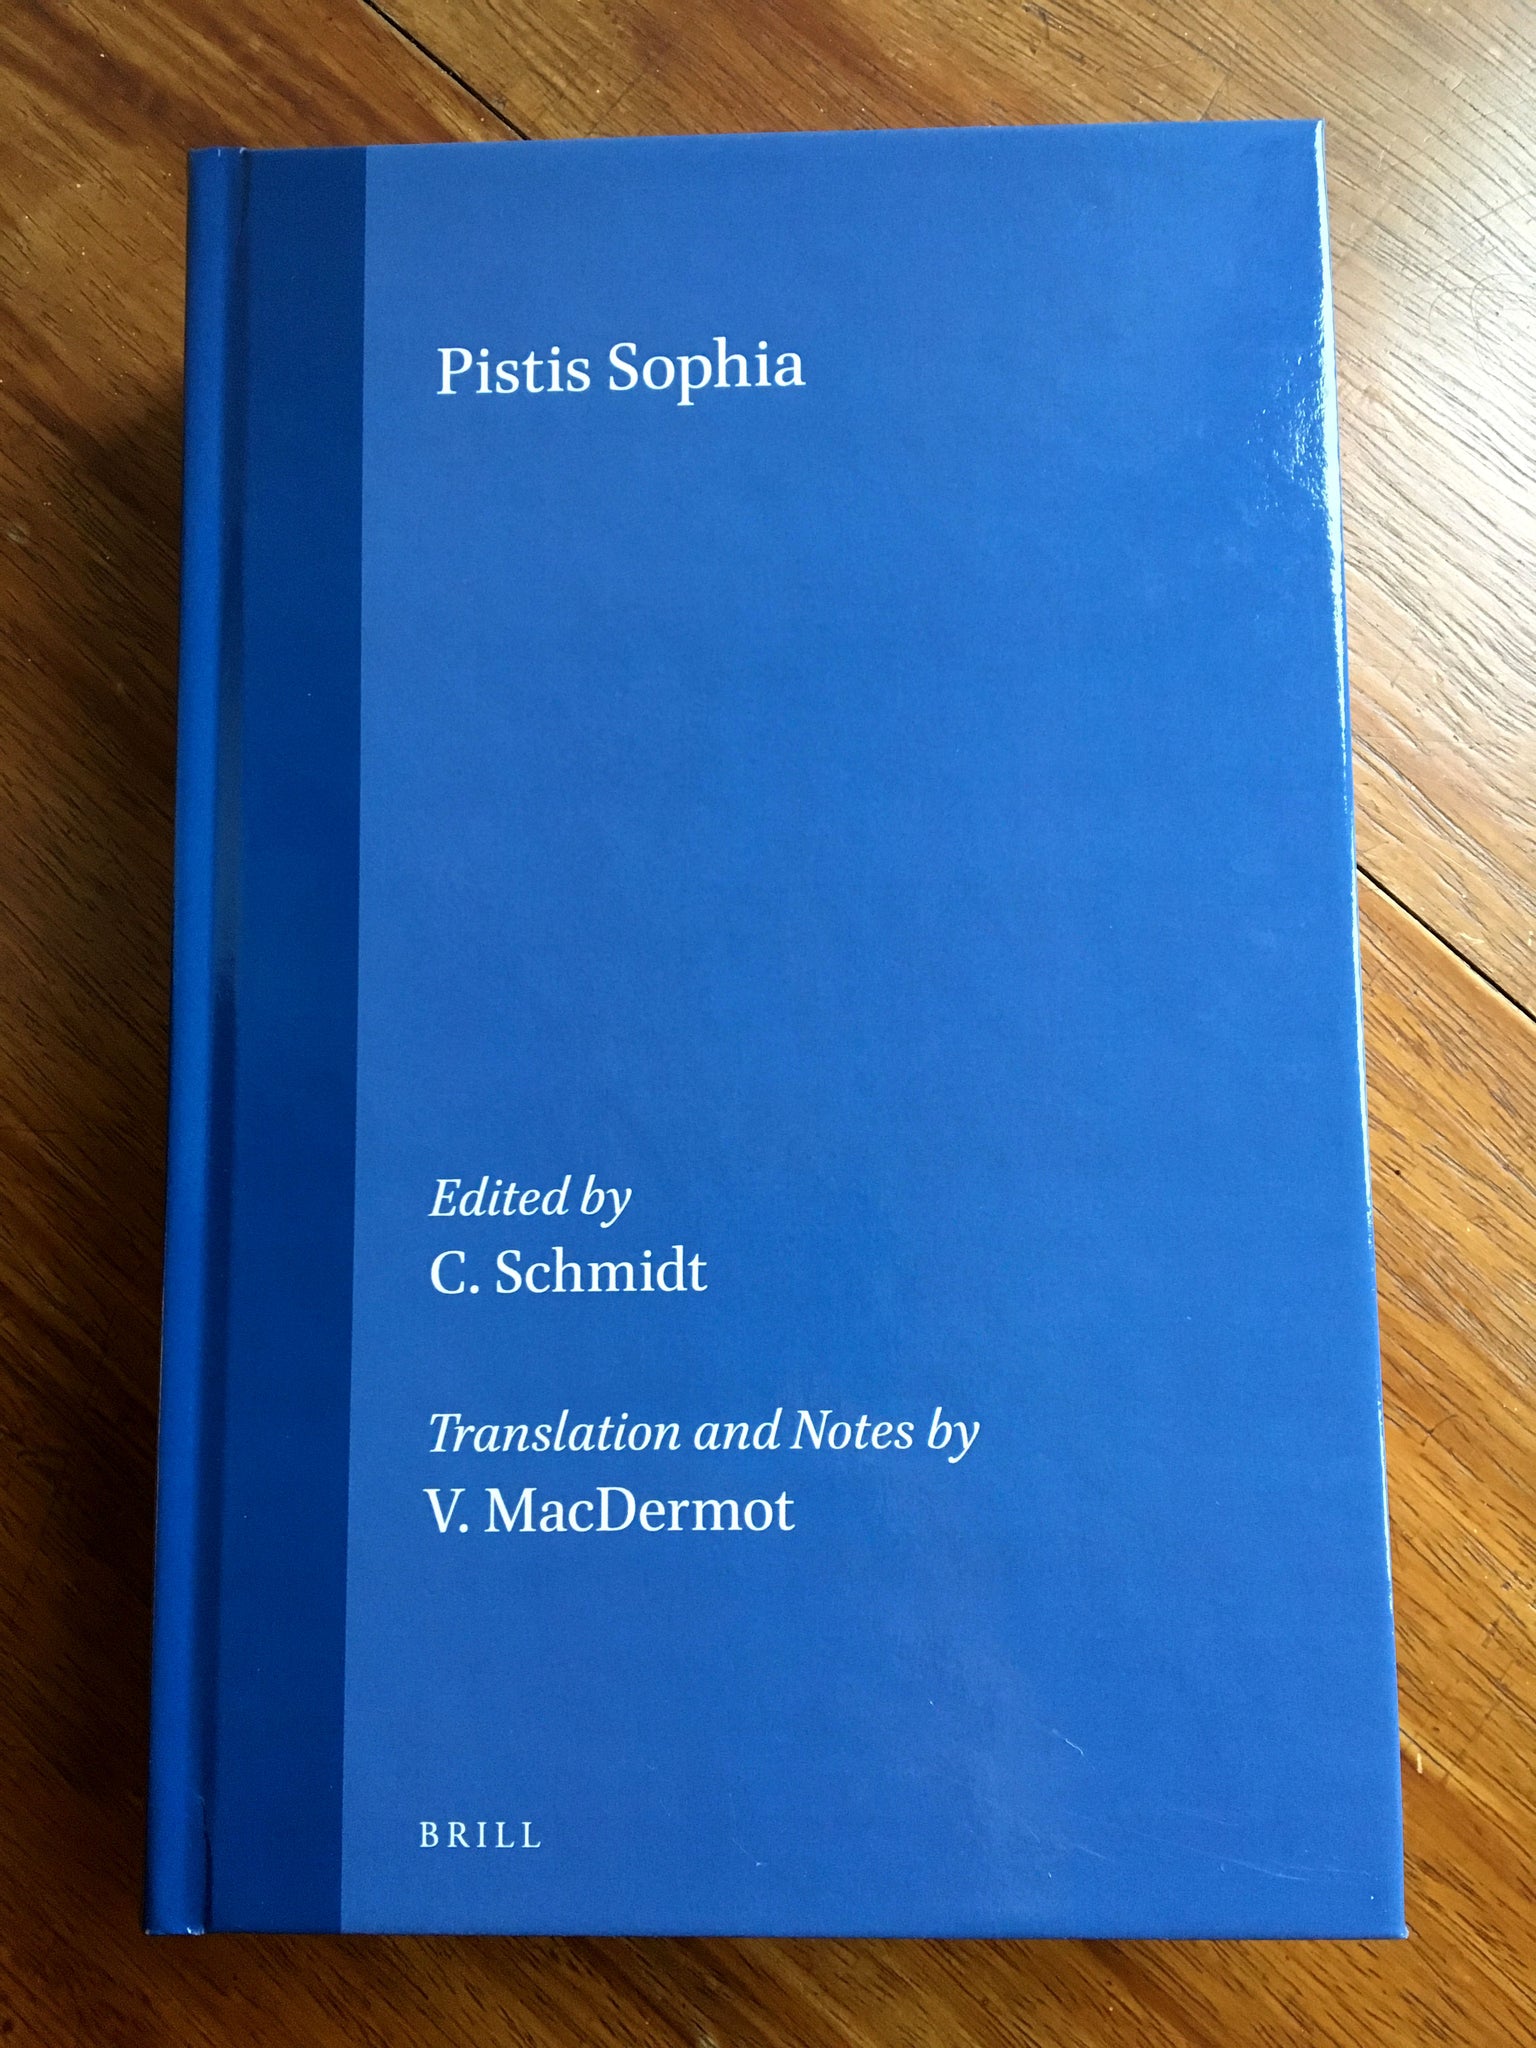 Pistis Sophia
Edited by
C. Schmidt
Translation and Notes by
V. MacDermot
BRILL